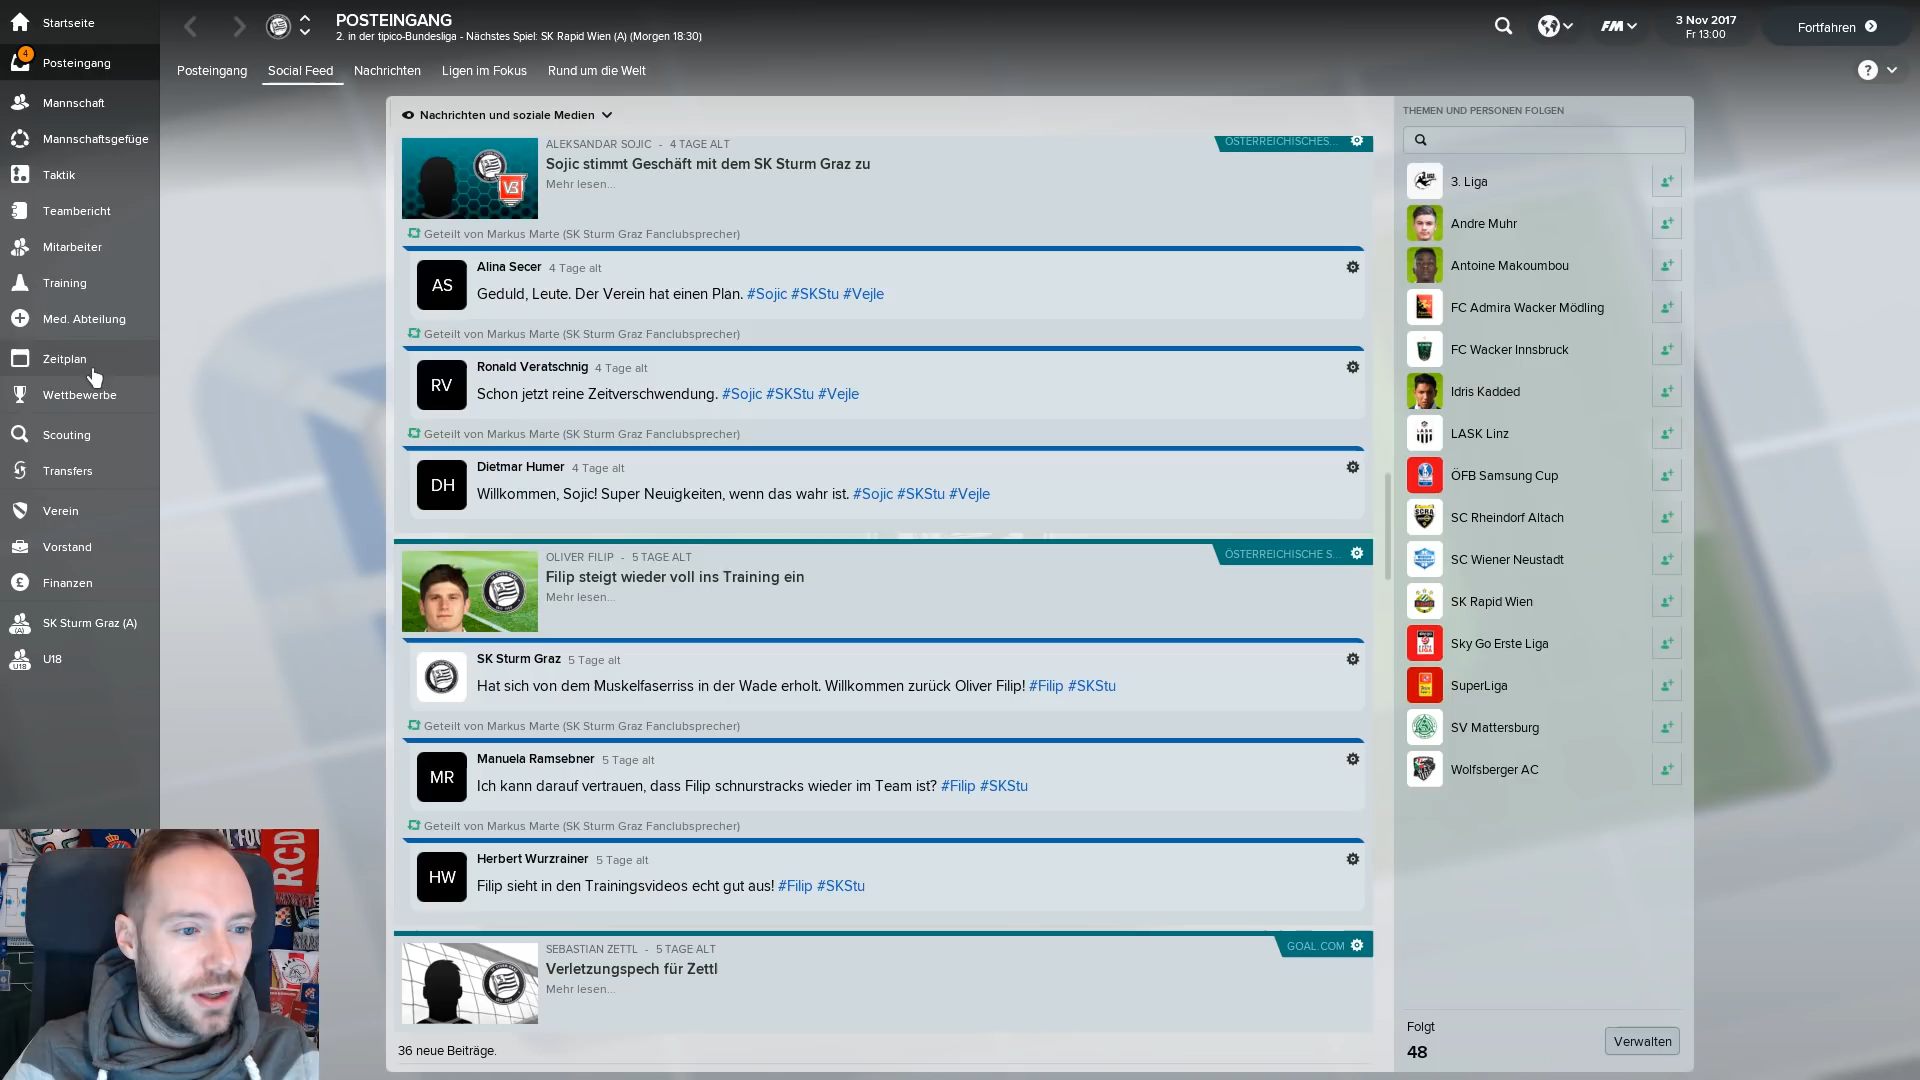 Startseite
4
Posteingang
Mannschaft
Mannschaftsgefüge
Taktik
Teambericht
Mitarbeiter
Training
Med. Abteilung
Zeitplan
Wettbewerbe
Scouting
Transfers
Verein
Vorstand
Finanzen
(A)
SK Sturm Graz (A)
U18
U18
POSTEINGANG
2. in der tipico-Bundesliga - Nächstes Spiel: SK Rapid Wien (A) (Morgen 18:30)
FM
3 Nov 2017
Fr 13:00
Fortfahren
Posteingang
Social Feed
Nachrichten
Ligen im Fokus
Rund um die Welt
?
Nachrichten und soziale Medien
ALEKSANDAR SOJIC - 4 TAGE ALT
ÖSTERREICHISCHES...
Sojic stimmt Geschäft mit dem SK Sturm Graz zu
Mehr lesen...
VB
Geteilt von Markus Marte (SK Sturm Graz Fanclubsprecher)
AS
Alina Secer 4 Tage alt
Geduld, Leute. Der Verein hat einen Plan. #Sojic #SKStu #Vejle
Geteilt von Markus Marte (SK Sturm Graz Fanclubsprecher)
RV
Ronald Veratschnig 4 Tage alt
Schon jetzt reine Zeitverschwendung. #Sojic #SKStu #Vejle
Geteilt von Markus Marte (SK Sturm Graz Fanclubsprecher)
DH
Dietmar Humer 4 Tage alt
Willkommen, Sojic! Super Neuigkeiten, wenn das wahr ist. #Sojic #SKStu #Vejle
OLIVER FILIP - 5 TAGE ALT
ÖSTERREICHISCHE S...
Filip steigt wieder voll ins Training ein
Mehr lesen...
SK Sturm Graz 5 Tage alt
Hat sich von dem Muskelfaserriss in der Wade erholt. Willkommen zurück Oliver Filip! #Filip #SKStu
Geteilt von Markus Marte (SK Sturm Graz Fanclubsprecher)
MR
Manuela Ramsebner 5 Tage alt
Ich kann darauf vertrauen, dass Filip schnurstracks wieder im Team ist? #Filip #SKStu
Geteilt von Markus Marte (SK Sturm Graz Fanclubsprecher)
HW
Herbert Wurzrainer 5 Tage alt
Filip sieht in den Trainingsvideos echt gut aus! #Filip #SKStu
SEBASTIAN ZETTL - 5 TAGE ALT
GOAL.COM
Verletzungspech für Zettl
Mehr lesen...
36 neue Beiträge.
THEMEN UND PERSONEN FOLGEN
3. Liga
Andre Muhr
Antoine Makoumbou
FC Admira Wacker Mödling
FC Wacker Innsbruck
Idris Kadded
LASK Linz
ÖFB Samsung Cup
SC Rheindorf Altach
SC Wiener Neustadt
SK Rapid Wien
Sky Go Erste Liga
SuperLiga
SV Mattersburg
Wolfsberger AC
Folgt
48
Verwalten
RCD